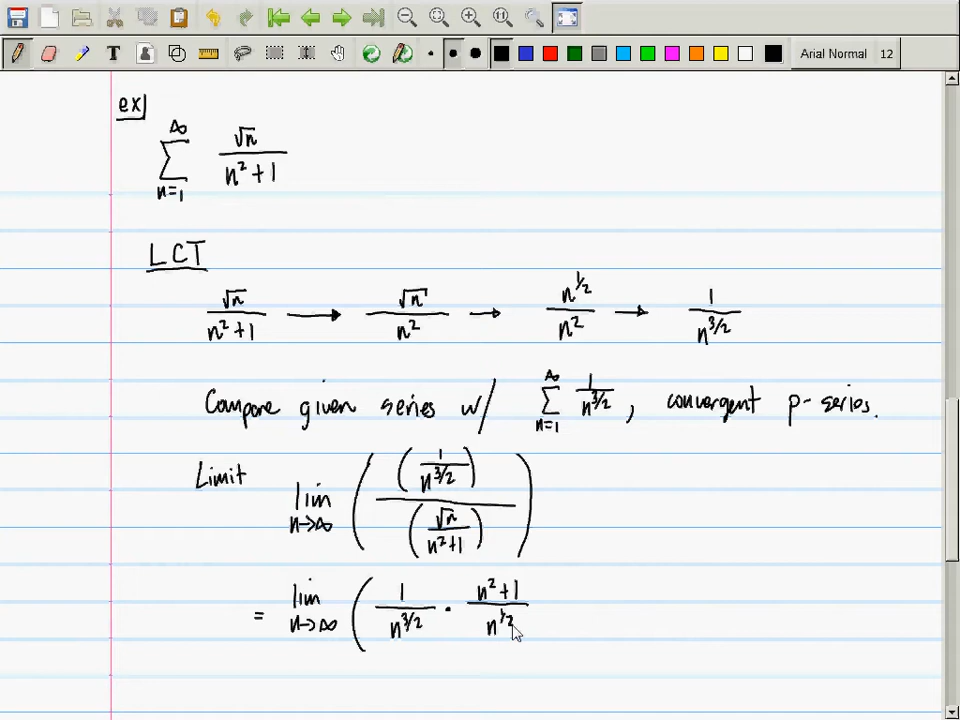 Arial Normal 12
ex)
∑_{n=1}^{∞} √n / (n² + 1)
LCT
√n / (n² + 1) → √n / n² → n^{1/2} / n² → 1 / n^{3/2}
Compare given series w/ ∑_{n=1}^{∞} 1 / n^{3/2}, convergent p-series.
Limit lim_{n→∞} ( (1 / n^{3/2}) / (√n / (n² + 1)) )
= lim_{n→∞} ( 1 / n^{3/2} · (n² + 1) / n^{1/2}